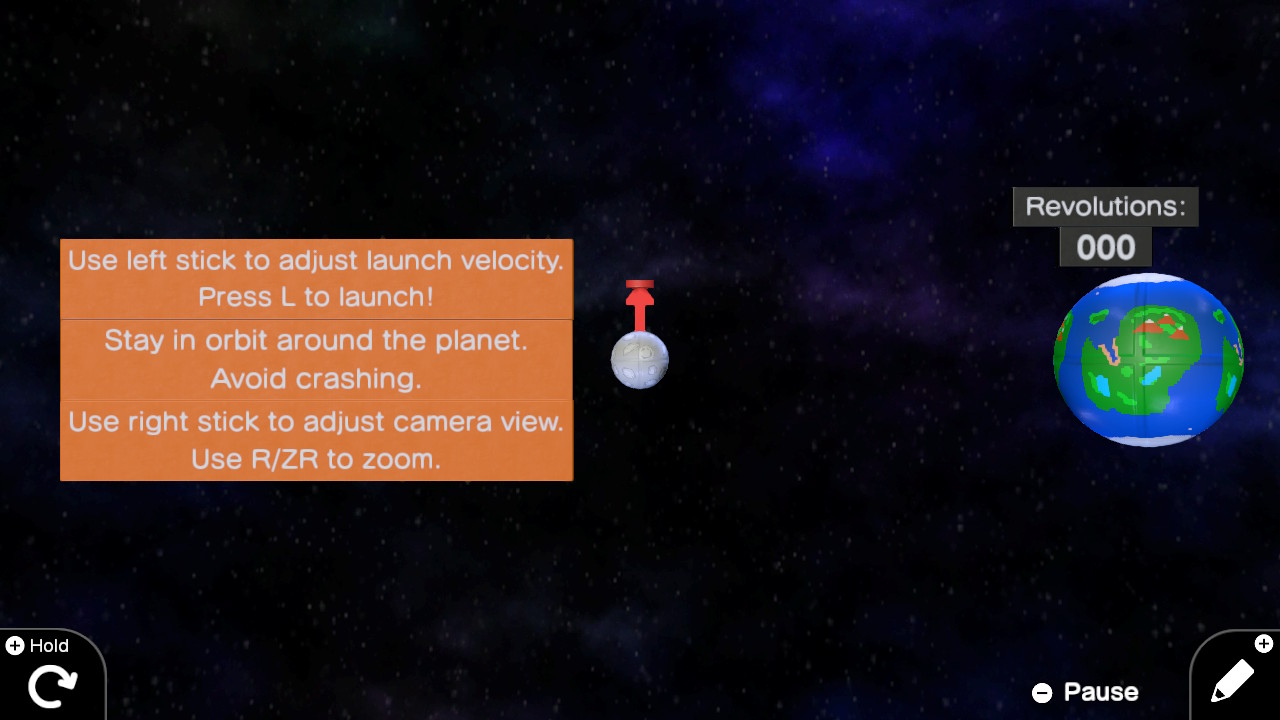 Revolutions:
000
Use left stick to adjust launch velocity.
Press L to launch!
Stay in orbit around the planet.
Avoid crashing.
Use right stick to adjust camera view.
Use R/ZR to zoom.
Hold
Pause